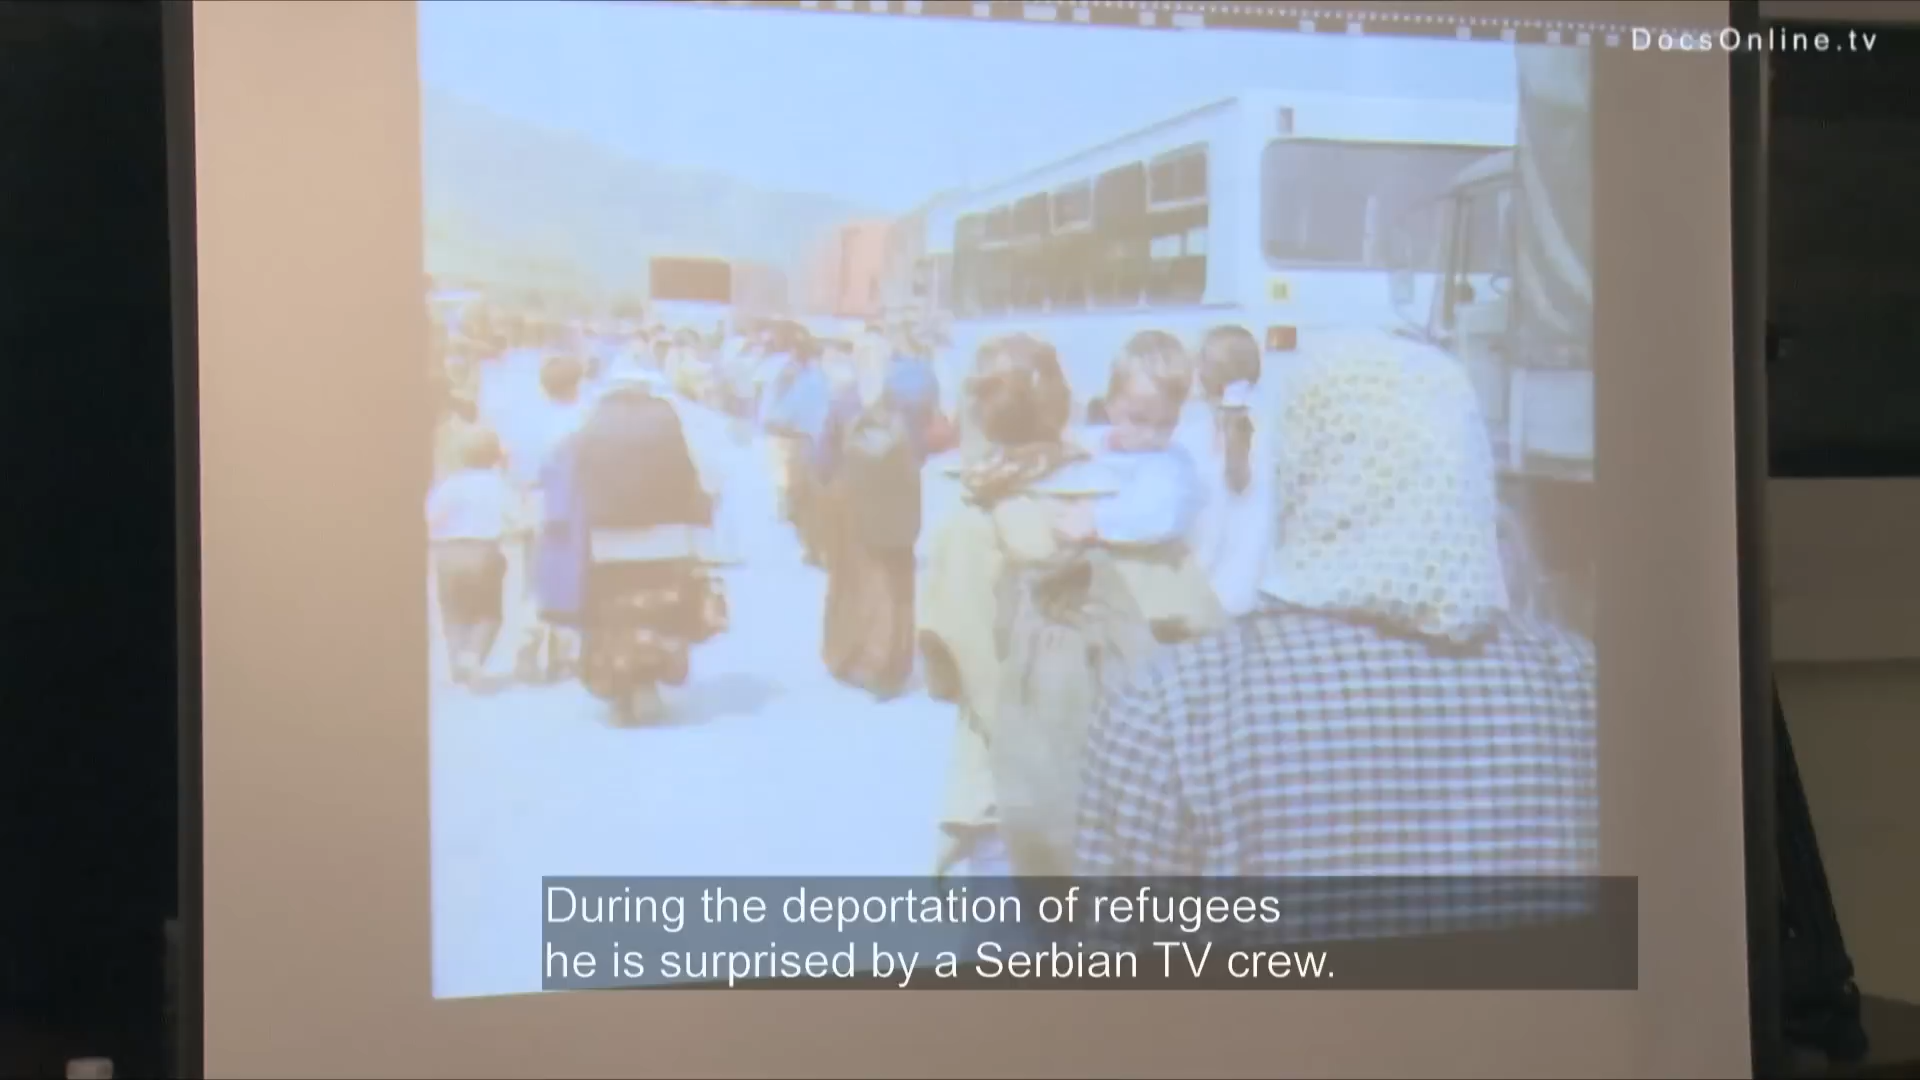 DocsOnline.tv
During the deportation of refugees
he is surprised by a Serbian TV crew.